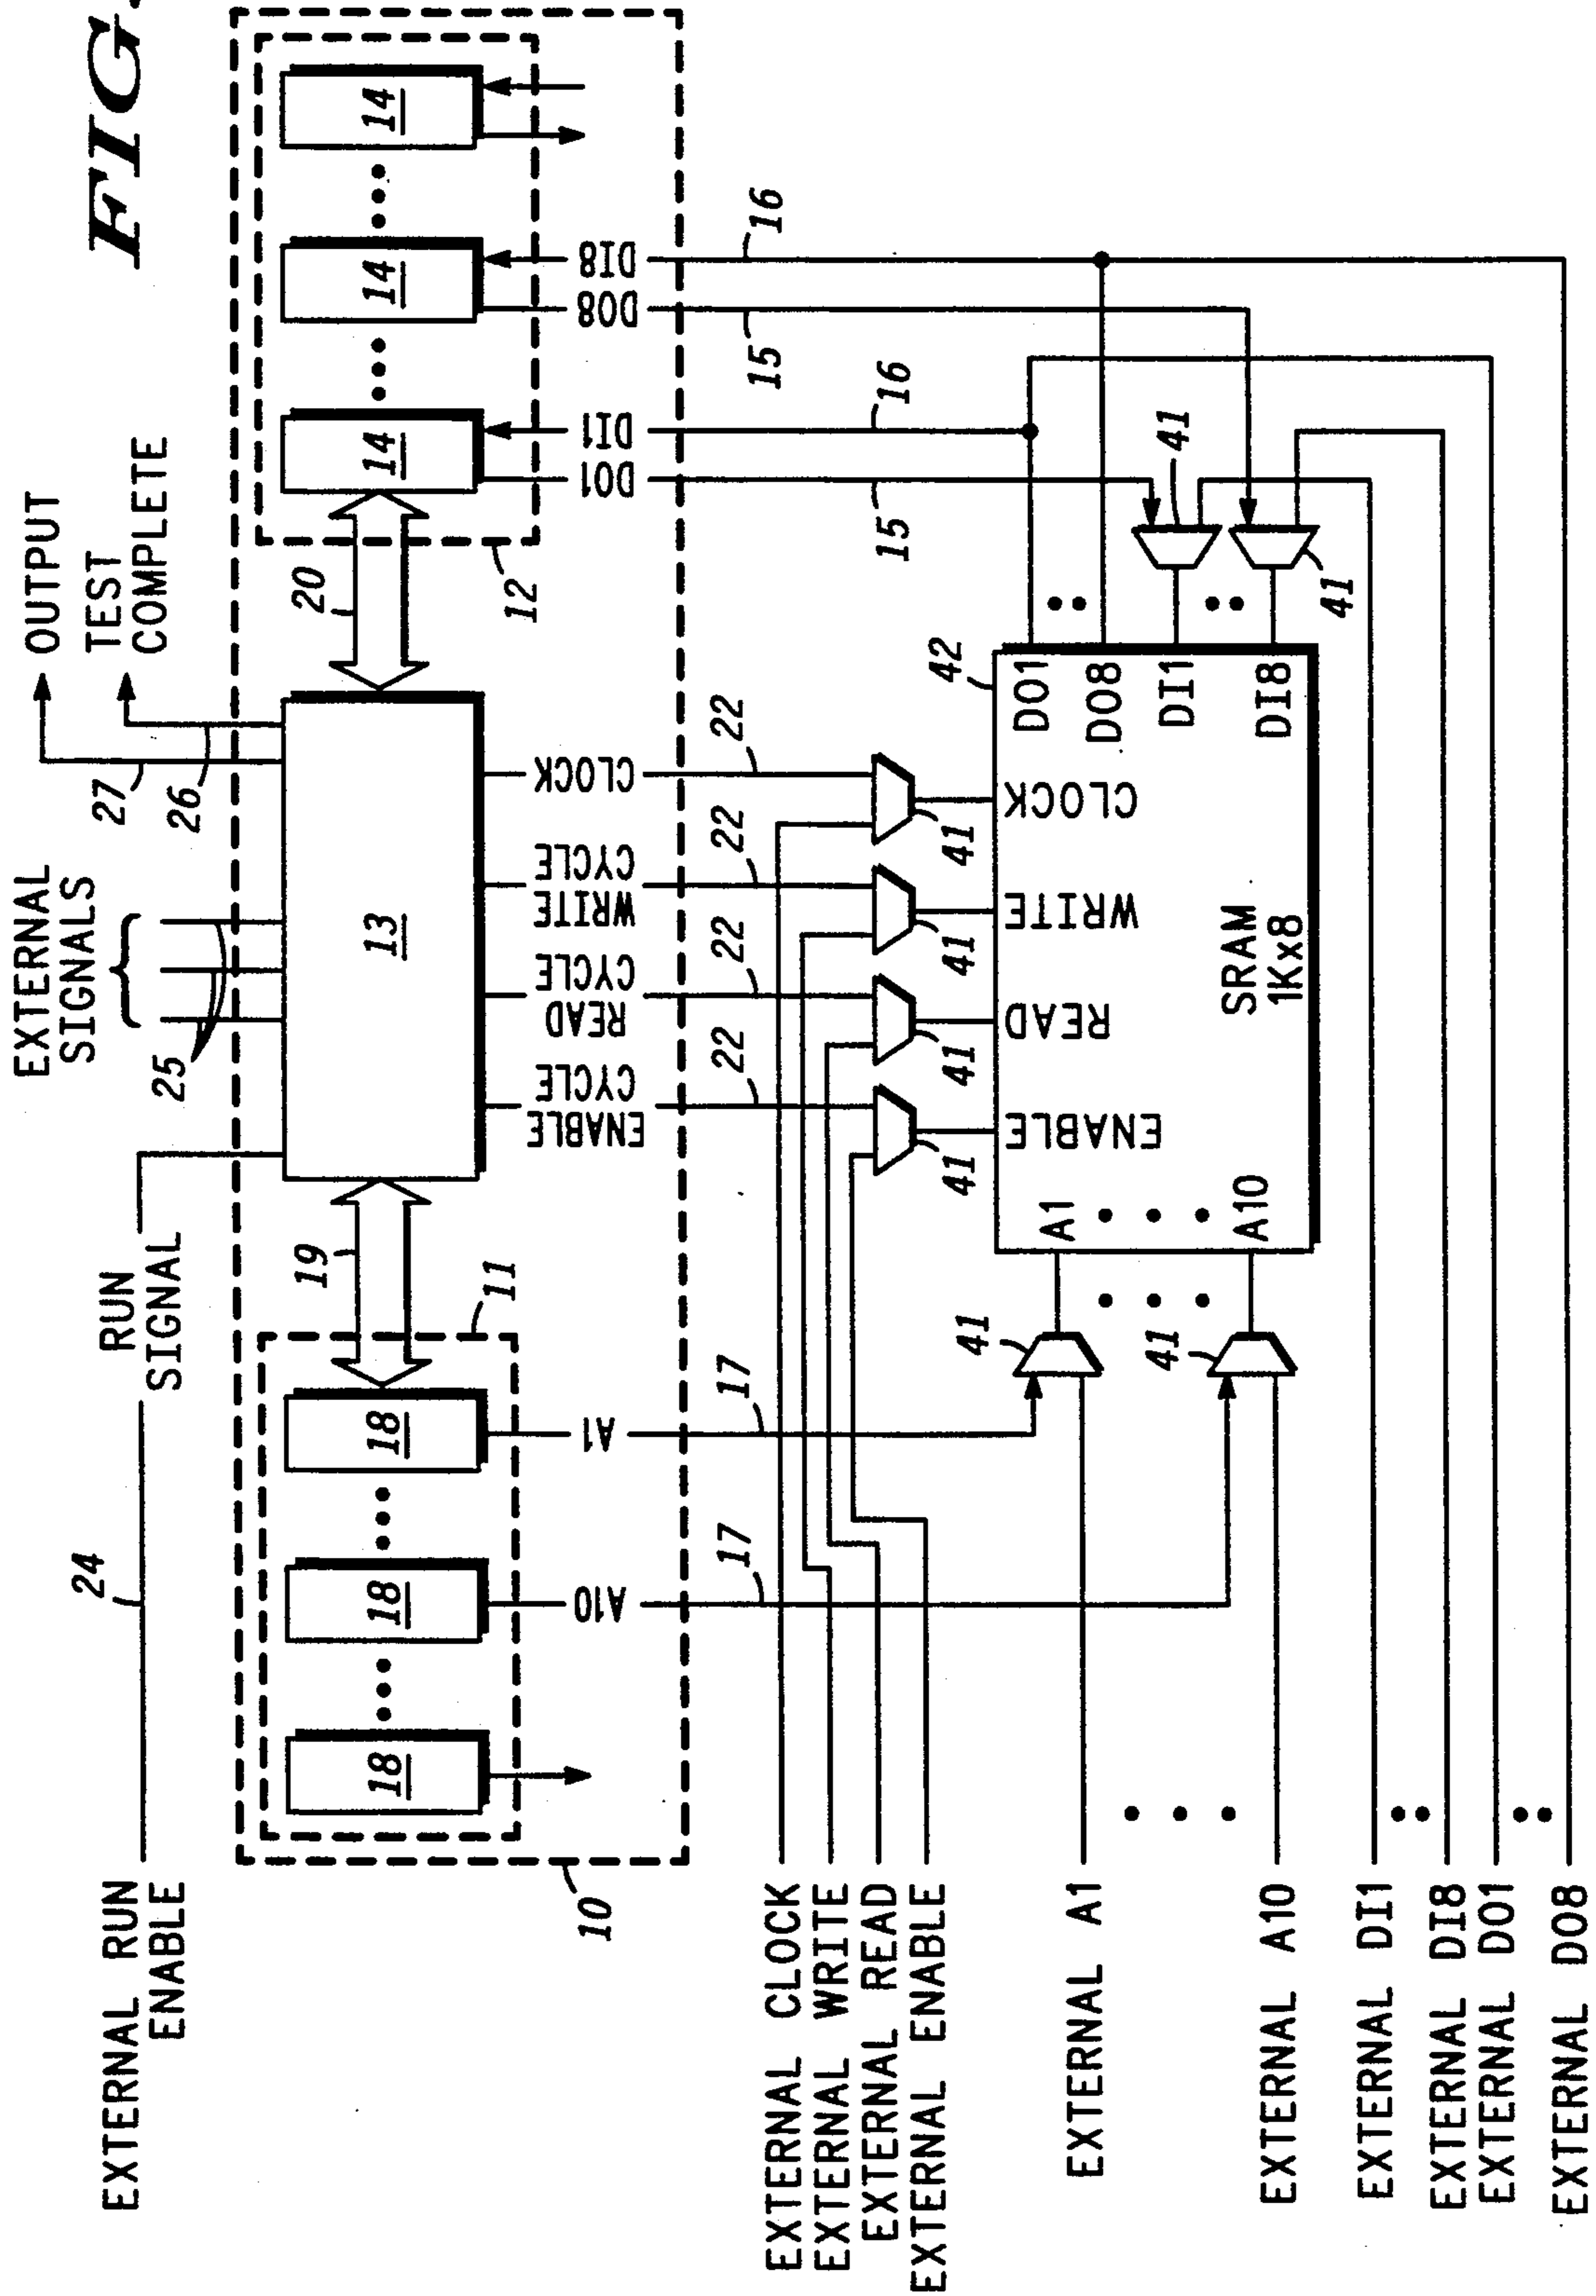 FIG.
EXTERNAL RUN
ENABLE
24
RUN
SIGNAL
EXTERNAL
SIGNALS
25
27
26
OUTPUT
TEST
COMPLETE
18
18
18
19
13
20
14
14
14
11
12
10
A10
A1
ENABLE
CYCLE
READ
CYCLE
WRITE
CYCLE
CLOCK
DO1
DI1
DO8
DI8
17
17
22
22
22
22
15
16
15
16
EXTERNAL CLOCK
EXTERNAL WRITE
EXTERNAL READ
EXTERNAL ENABLE
41
41
41
41
41
41
41
41
42
ENABLE
READ
WRITE
CLOCK
A1
A10
SRAM
1Kx8
DO1
DO8
DI1
DI8
EXTERNAL A1
EXTERNAL A10
EXTERNAL DI1
EXTERNAL DI8
EXTERNAL DO1
EXTERNAL DO8